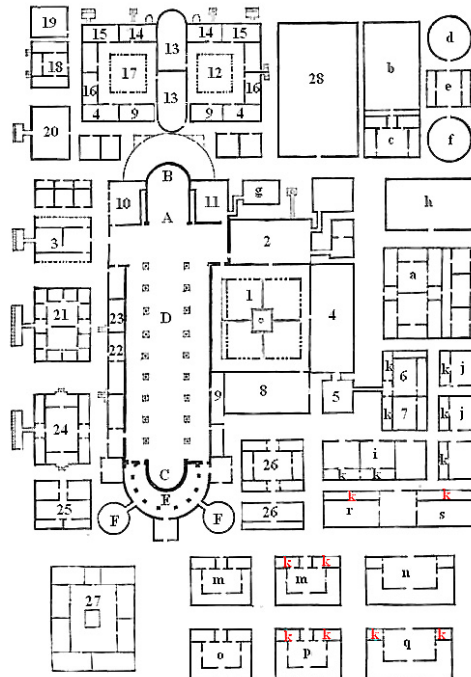 19 15 14 13 14 15 28 b d
18 17 12 e
16 13 16
4 9 9 4
20 c f
B
10 11 g h
A
3 2
1 a
21 D 4
23
22 6 k j
5
9 8 7 k j
24
26 i k
C k k
25 E k k
F F 26 r s
27 m k m k n
o k p k k q k